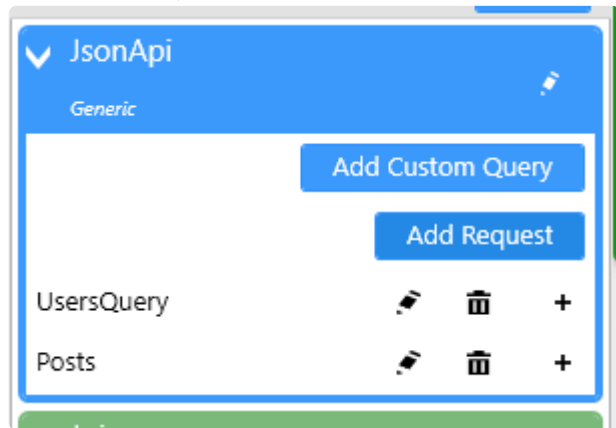 JsonApi
Generic
Add Custom Query
Add Request
UsersQuery
Posts